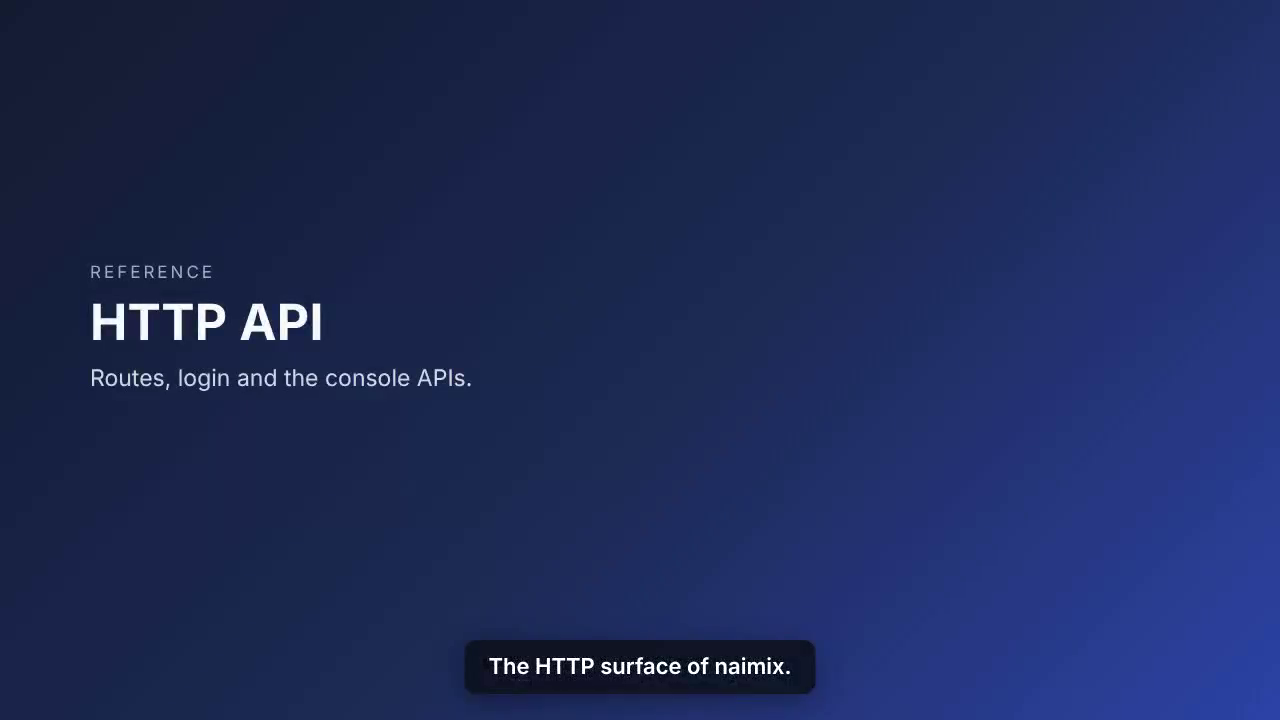 REFERENCE
HTTP API
Routes, login and the console APIs.
The HTTP surface of naimix.